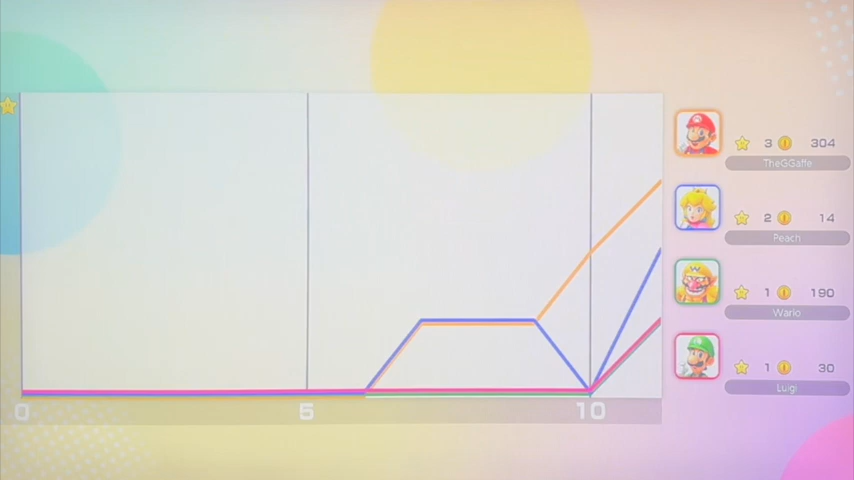 3 304
TheGGaffe
2 14
Peach
1 190
Wario
1 30
Luigi
0 5 10